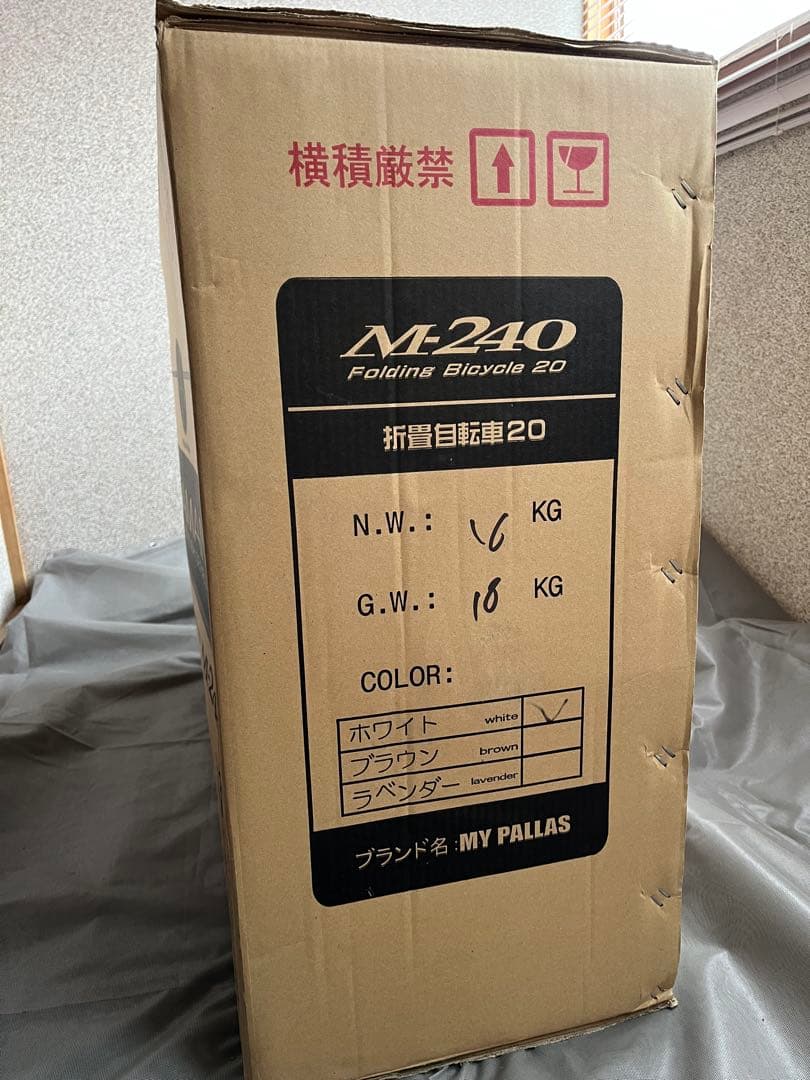 横積厳禁
M-240
Folding Bicycle 20
折畳自転車20
N.W.: 16 KG
G.W.: 18 KG
COLOR:
ホワイト white ✓
ブラウン brown
ラベンダー lavender
ブランド名:MY PALLAS